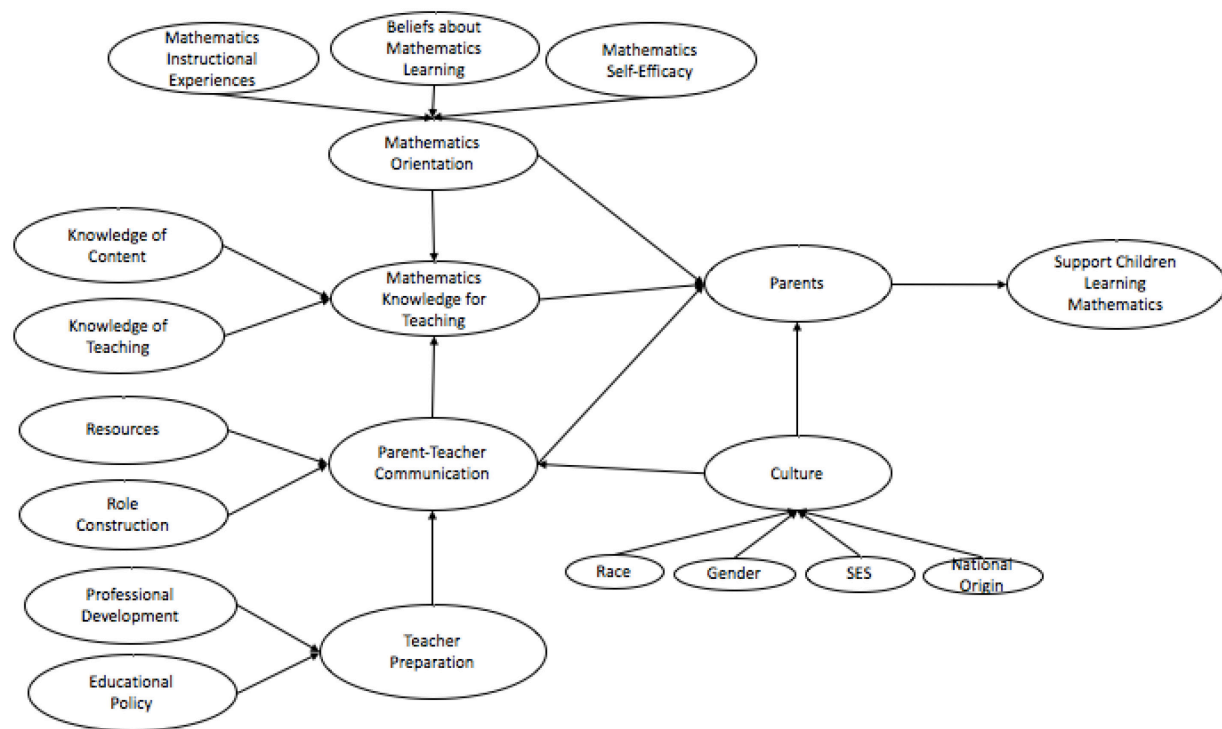 Mathematics
Instructional
Experiences
Beliefs about
Mathematics
Learning
Mathematics
Self-Efficacy
Mathematics
Orientation
Knowledge of
Content
Mathematics
Knowledge for
Teaching
Parents
Support Children
Learning
Mathematics
Knowledge of
Teaching
Resources
Parent-Teacher
Communication
Culture
Role
Construction
Race
Gender
SES
National
Origin
Professional
Development
Teacher
Preparation
Educational
Policy